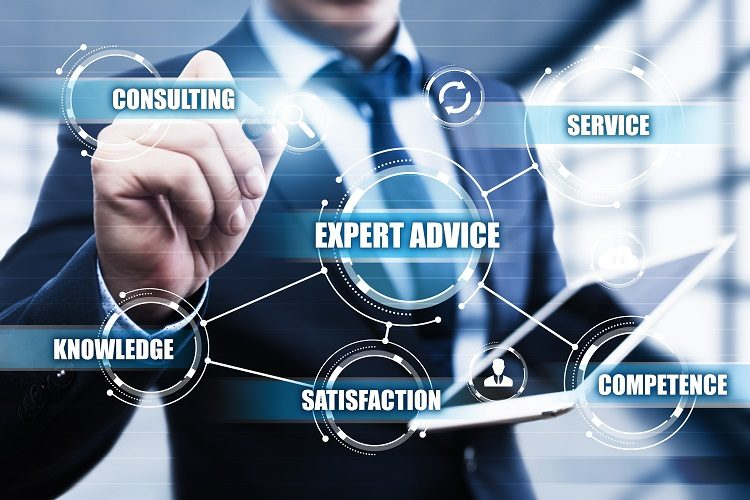 CONSULTING
SERVICE
EXPERT ADVICE
KNOWLEDGE
SATISFACTION
COMPETENCE